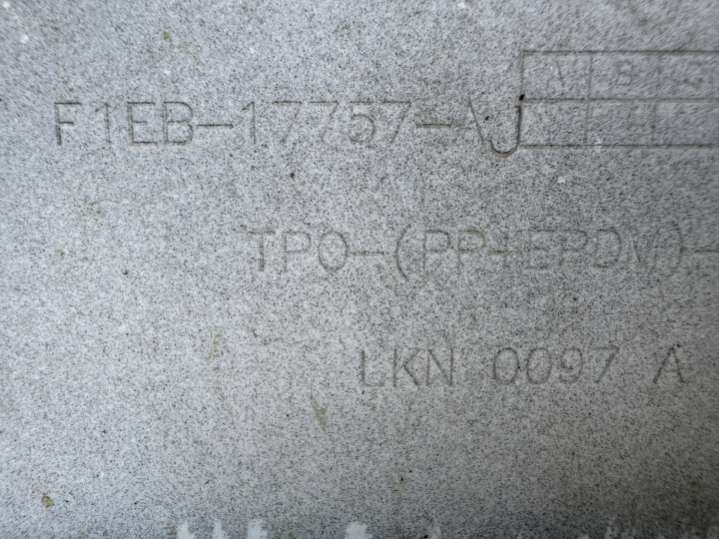 F1EB-17757-AJ
TPO-(PP+EPDM)-
LKN 0097 A